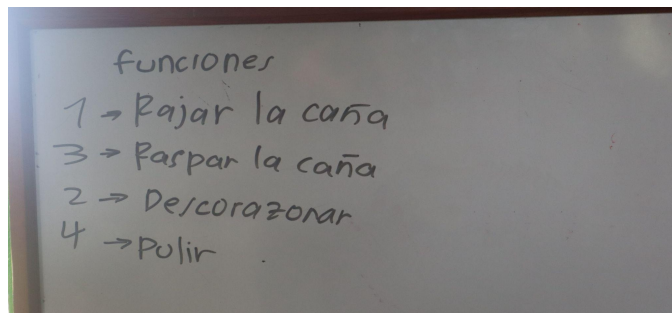 funciones
1 → Rajar la caña
3 → Raspar la caña
2 → Descorazonar
4 → Pulir